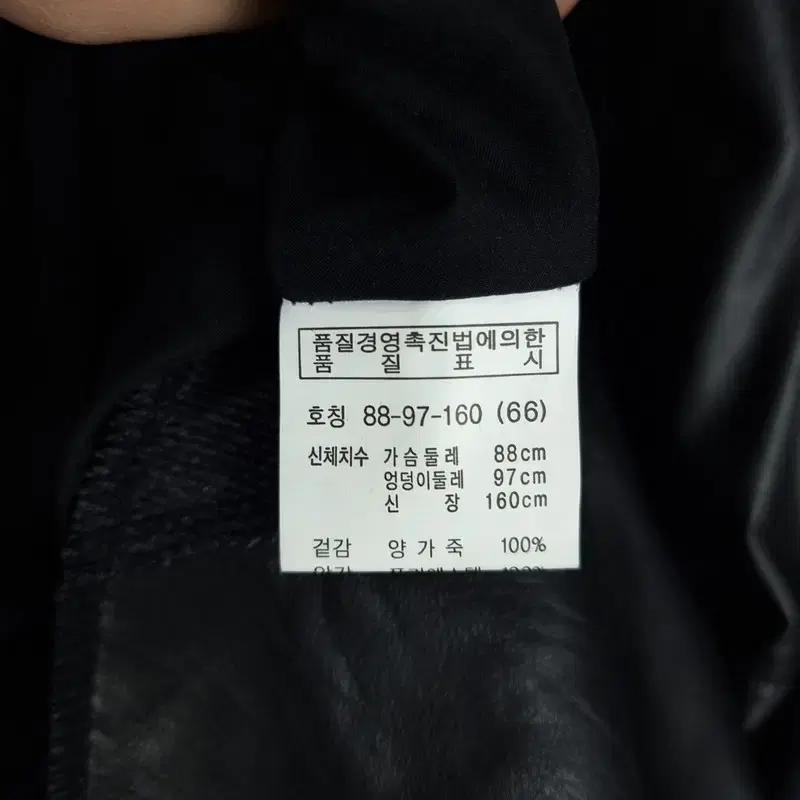 품질경영촉진법에의한
품 질 표 시
호칭 88-97-160 (66)
신체치수 가슴둘레 88cm
엉덩이둘레 97cm
신 장 160cm
겉감 양가죽 100%